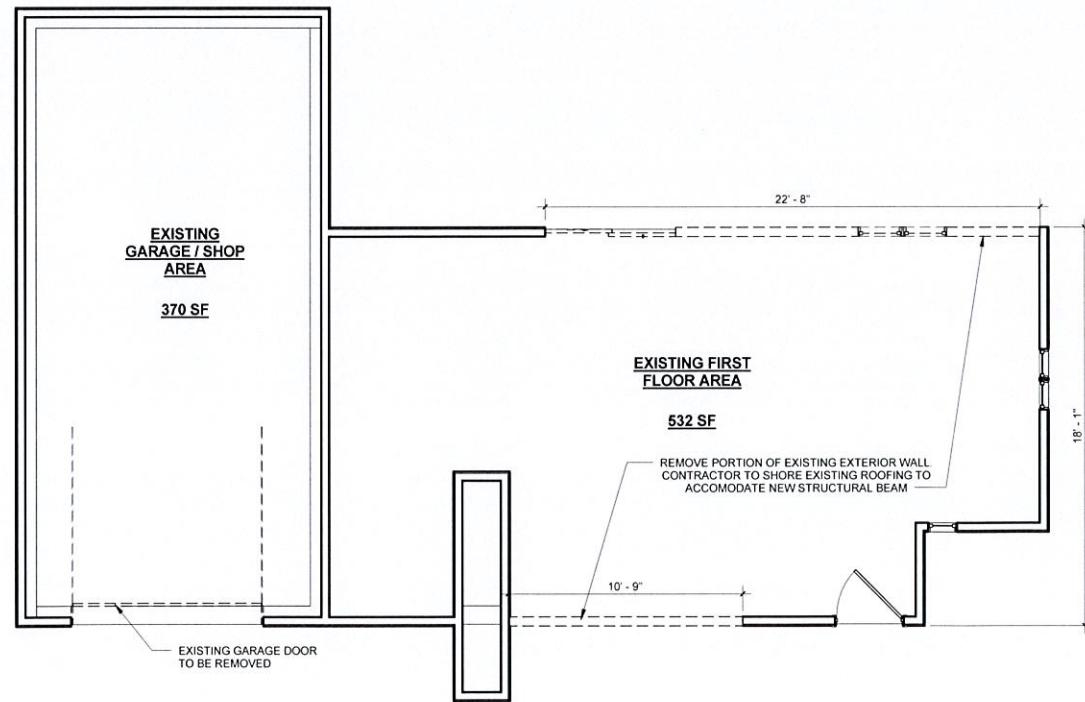 22' - 8"
EXISTING
GARAGE / SHOP
AREA
370 SF
EXISTING FIRST
FLOOR AREA
532 SF
18' - 1"
REMOVE PORTION OF EXISTING EXTERIOR WALL.
CONTRACTOR TO SHORE EXISTING ROOFING TO
ACCOMODATE NEW STRUCTURAL BEAM
10' - 9"
EXISTING GARAGE DOOR
TO BE REMOVED